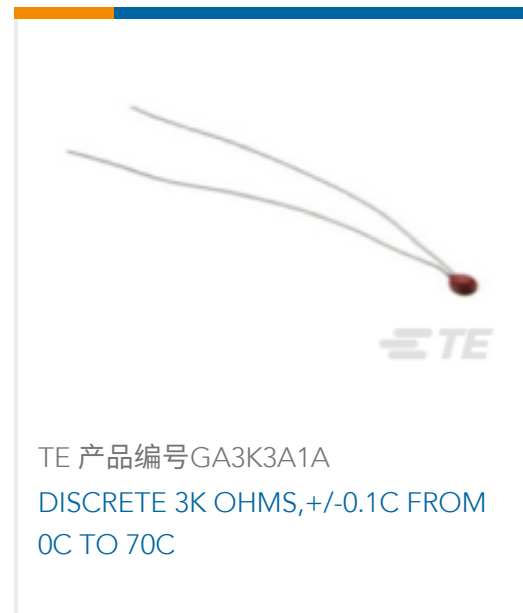 TE
TE 产品编号GA3K3A1A
DISCRETE 3K OHMS,+/-0.1C FROM
0C TO 70C